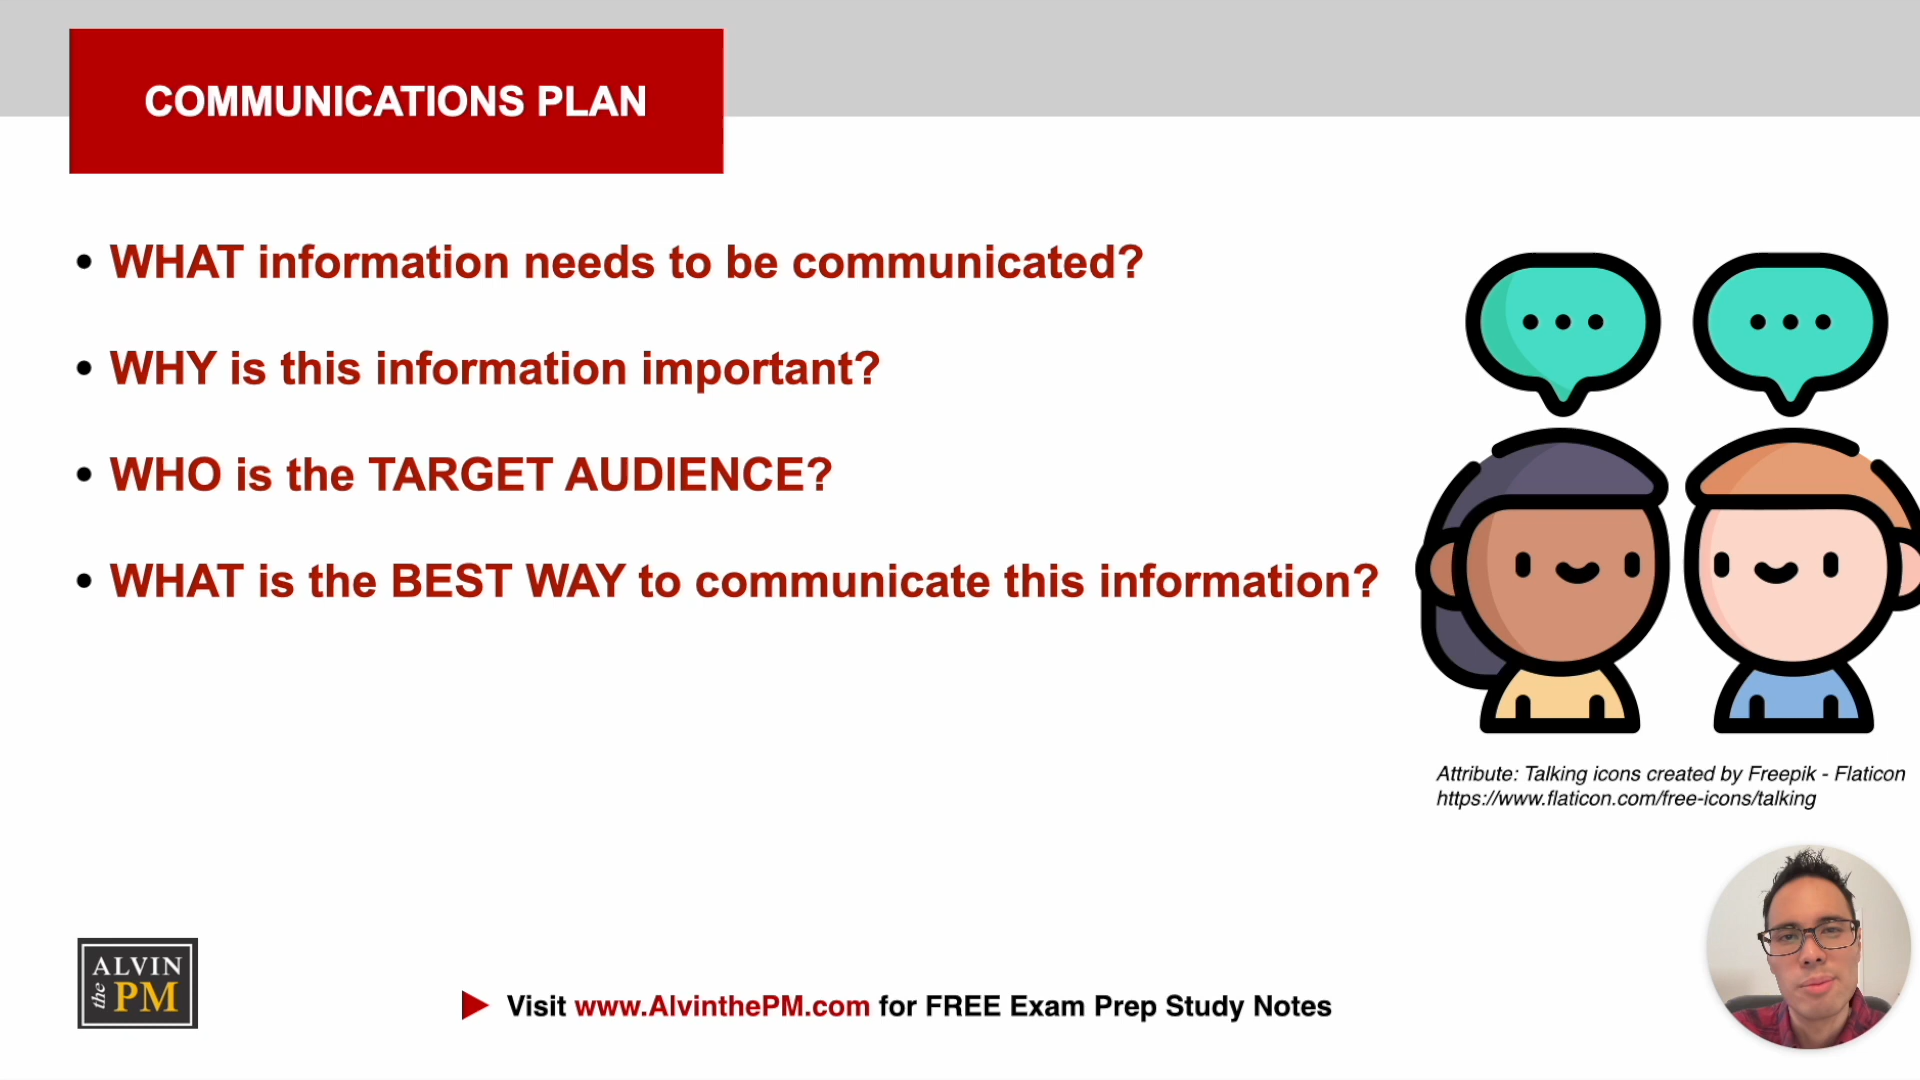 COMMUNICATIONS PLAN
• WHAT information needs to be communicated?
• WHY is this information important?
• WHO is the TARGET AUDIENCE?
• WHAT is the BEST WAY to communicate this information?
Attribute: Talking icons created by Freepik - Flaticon
https://www.flaticon.com/free-icons/talking
ALVIN
the PM
Visit www.AlvinthePM.com for FREE Exam Prep Study Notes